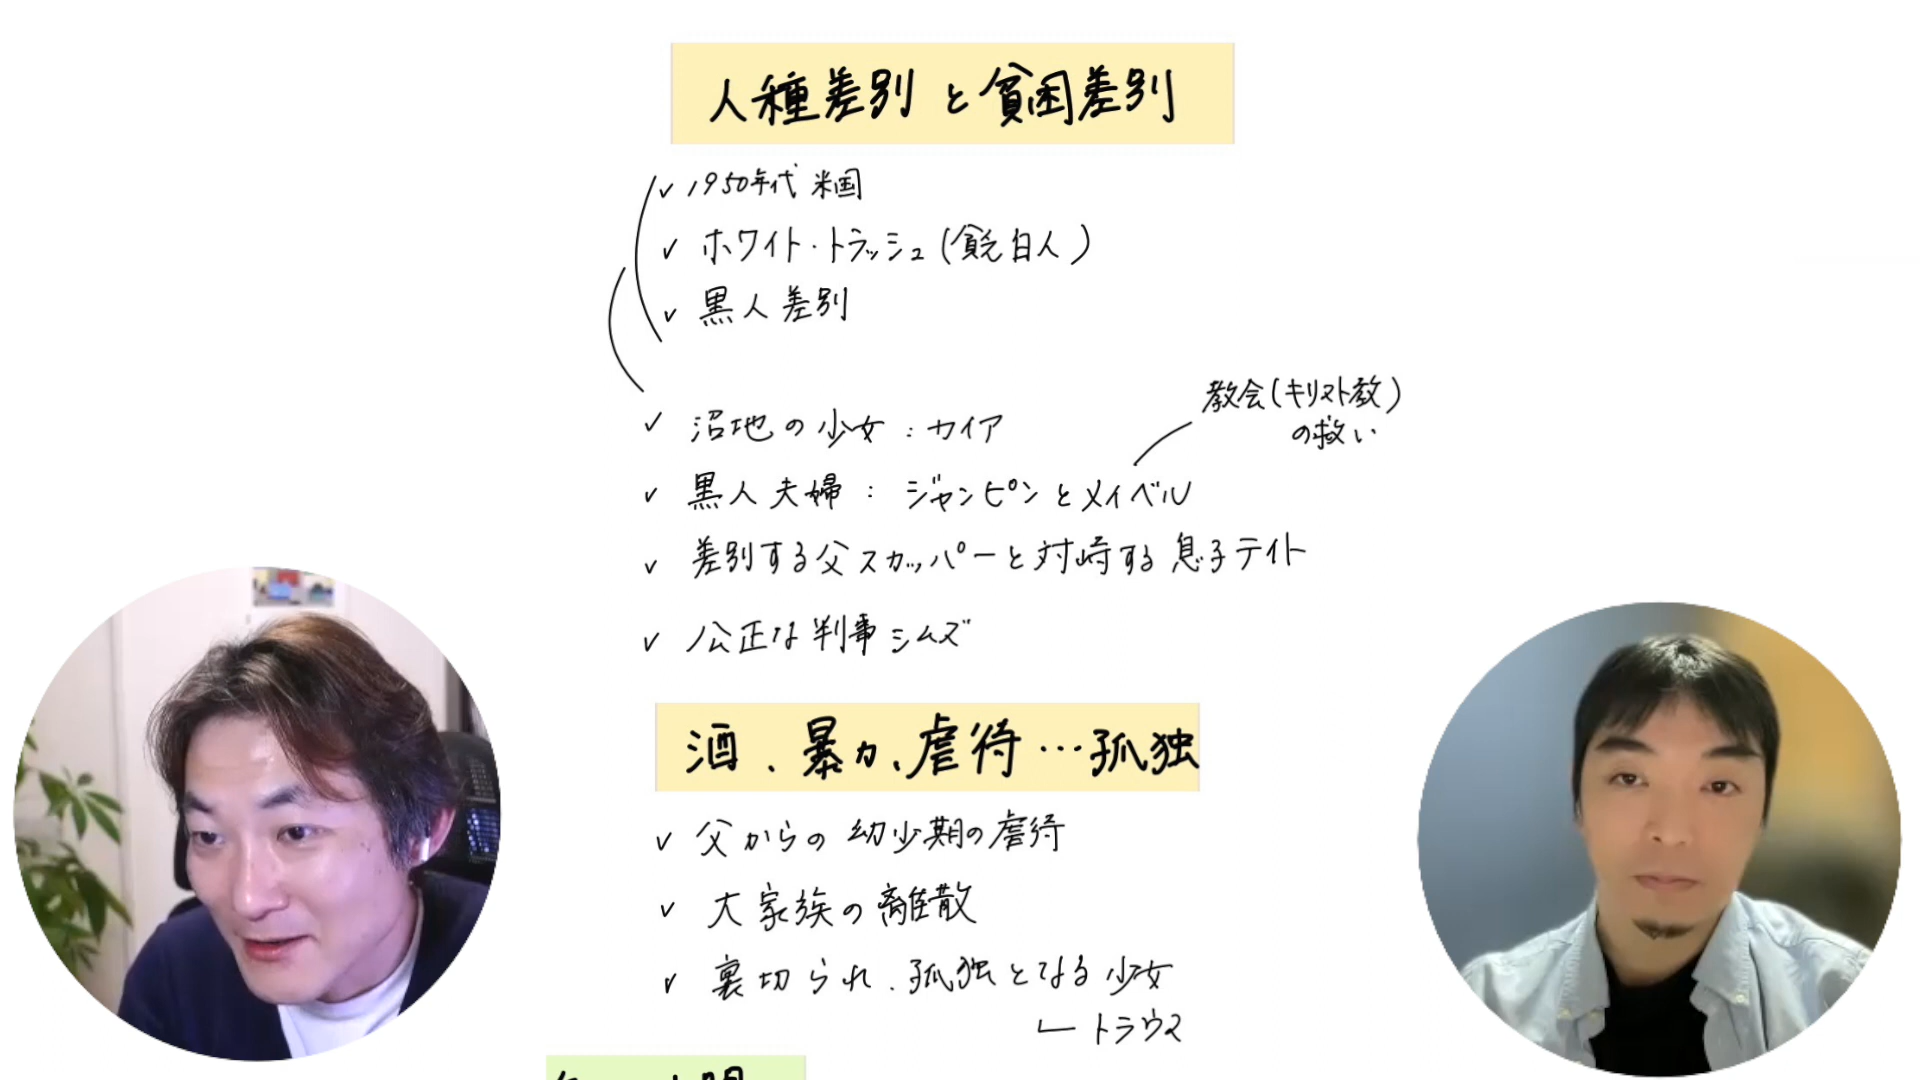 人種差別と貧困差別
✓ 1950年代 米国
✓ ホワイト・トラッシュ(貧乏白人)
✓ 黒人差別
✓ 沼地の少女：カイア
教会(キリスト教)
の救い
✓ 黒人夫婦：ジャンピンとメイベル
✓ 差別する父スカッパーと対峙する息子テイト
✓ 公正な判事シムズ
酒、暴力、虐待…孤独
✓ 父からの幼少期の虐待
✓ 大家族の離散
✓ 裏切られ、孤独となる少女
トラウマ